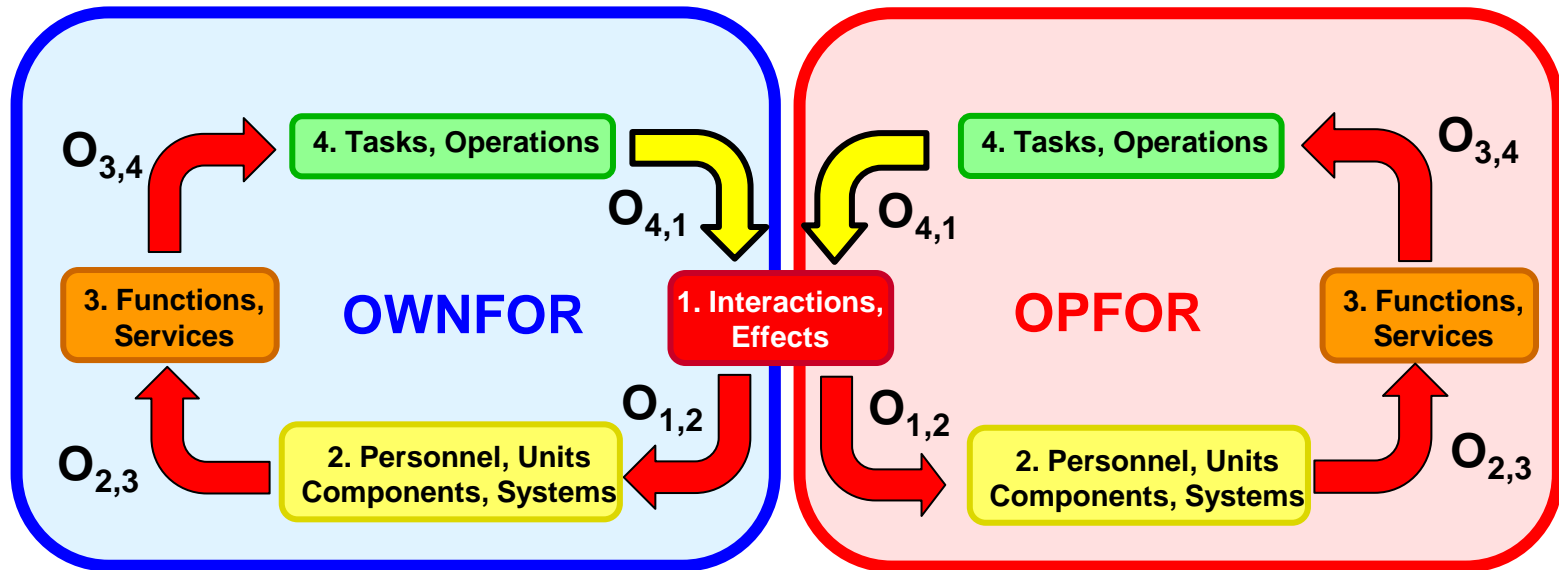 4. Tasks, Operations
O3,4
O4,1
3. Functions,
Services
OWNFOR
O1,2
2. Personnel, Units
Components, Systems
O2,3
1. Interactions,
Effects
4. Tasks, Operations
O3,4
O4,1
OPFOR
3. Functions,
Services
O1,2
2. Personnel, Units
Components, Systems
O2,3